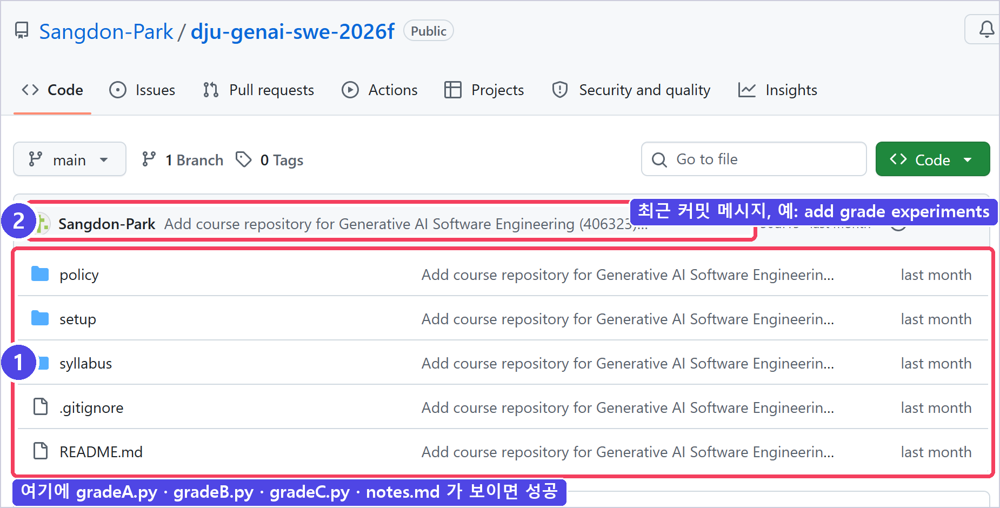 Sangdon-Park / dju-genai-swe-2026f Public
Code Issues Pull requests Actions Projects Security and quality Insights
main 1 Branch 0 Tags Go to file Code
최근 커밋 메시지, 예: add grade experiments
2 Sangdon-Park Add course repository for Generative AI Software Engineering (406323)...
policy Add course repository for Generative AI Software Engineerin... last month
setup Add course repository for Generative AI Software Engineerin... last month
1 syllabus Add course repository for Generative AI Software Engineerin... last month
.gitignore Add course repository for Generative AI Software Engineerin... last month
README.md Add course repository for Generative AI Software Engineerin... last month
여기에 gradeA.py · gradeB.py · gradeC.py · notes.md 가 보이면 성공